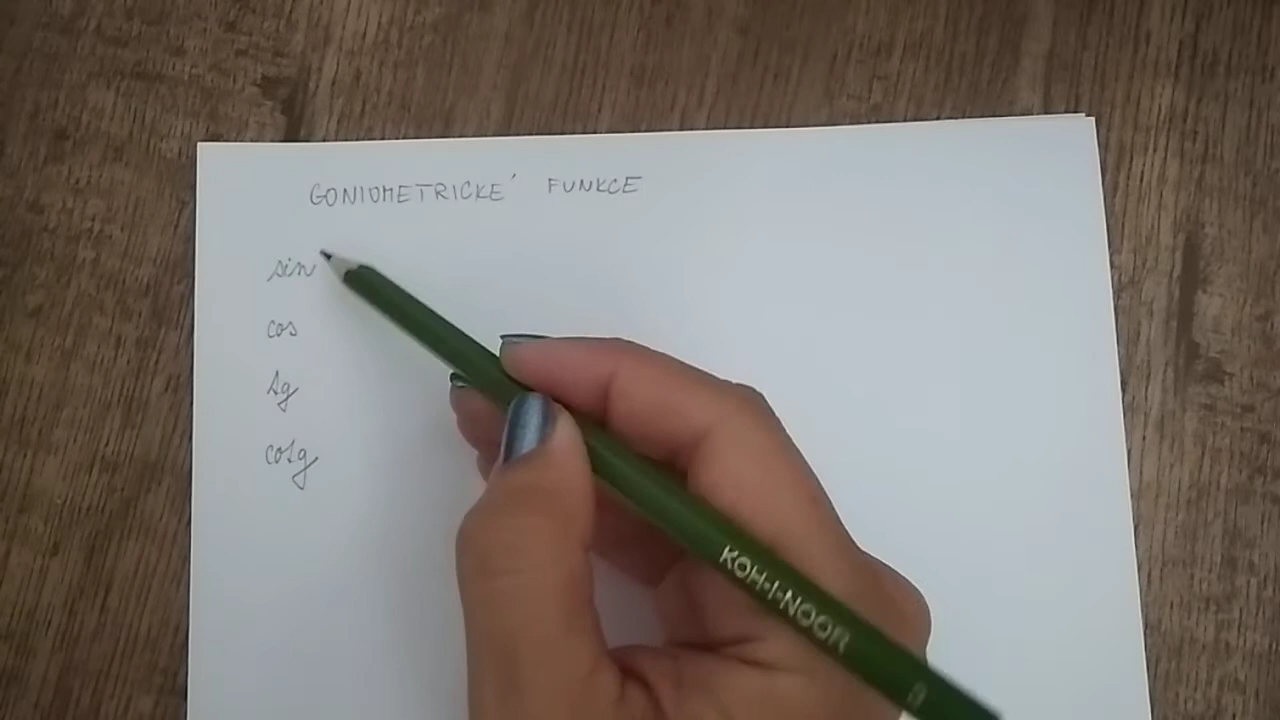 GONIOMETRICKÉ FUNKCE
sin
cos
tg
cotg
KOH-I-NOOR